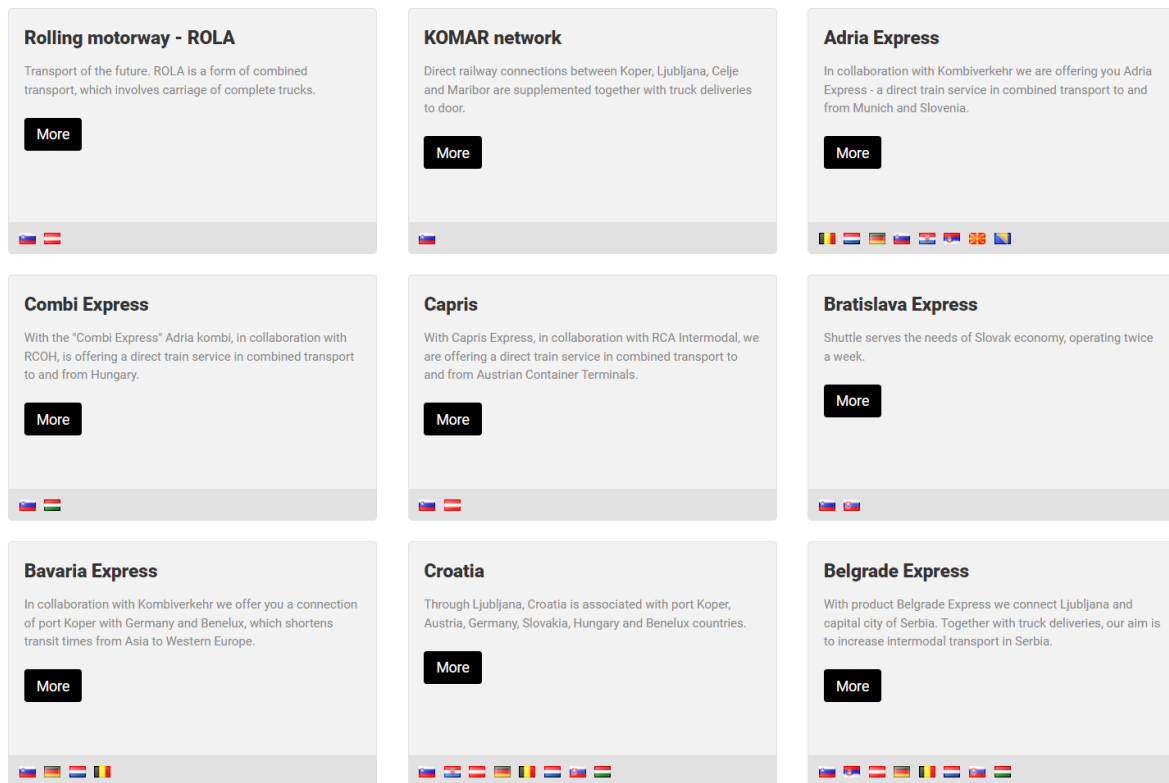 Rolling motorway - ROLA
Transport of the future. ROLA is a form of combined
transport, which involves carriage of complete trucks.
More
KOMAR network
Direct railway connections between Koper, Ljubljana, Celje
and Maribor are supplemented together with truck deliveries
to door.
More
Adria Express
In collaboration with Kombiverkehr we are offering you Adria
Express - a direct train service in combined transport to and
from Munich and Slovenia.
More
Combi Express
With the "Combi Express" Adria kombi, in collaboration with
RCOH, is offering a direct train service in combined transport
to and from Hungary.
More
Capris
With Capris Express, in collaboration with RCA Intermodal, we
are offering a direct train service in combined transport to
and from Austrian Container Terminals.
More
Bratislava Express
Shuttle serves the needs of Slovak economy, operating twice
a week.
More
Bavaria Express
In collaboration with Kombiverkehr we offer you a connection
of port Koper with Germany and Benelux, which shortens
transit times from Asia to Western Europe.
More
Croatia
Through Ljubljana, Croatia is associated with port Koper,
Austria, Germany, Slovakia, Hungary and Benelux countries.
More
Belgrade Express
With product Belgrade Express we connect Ljubljana and
capital city of Serbia. Together with truck deliveries, our aim is
to increase intermodal transport in Serbia.
More